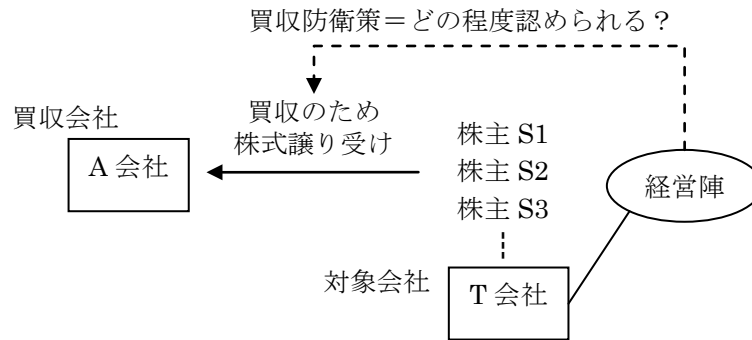 買収防衛策＝どの程度認められる？
買収会社
買収のため
株式譲り受け
A 会社
株主 S1
株主 S2
株主 S3
経営陣
対象会社
T 会社